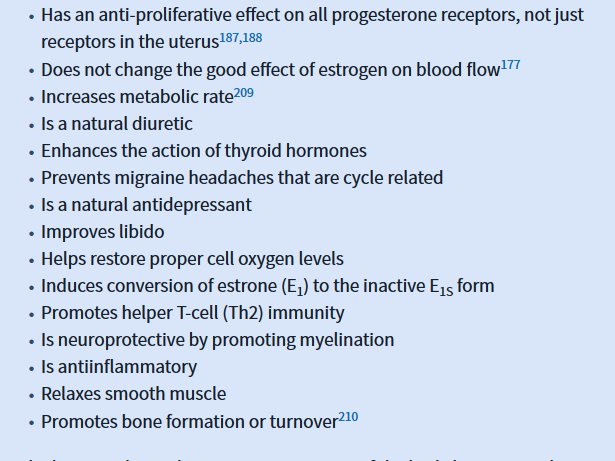 • Has an anti-proliferative effect on all progesterone receptors, not just
receptors in the uterus187,188
• Does not change the good effect of estrogen on blood flow177
• Increases metabolic rate209
• Is a natural diuretic
• Enhances the action of thyroid hormones
• Prevents migraine headaches that are cycle related
• Is a natural antidepressant
• Improves libido
• Helps restore proper cell oxygen levels
• Induces conversion of estrone (E1) to the inactive E1S form
• Promotes helper T-cell (Th2) immunity
• Is neuroprotective by promoting myelination
• Is antiinflammatory
• Relaxes smooth muscle
• Promotes bone formation or turnover210